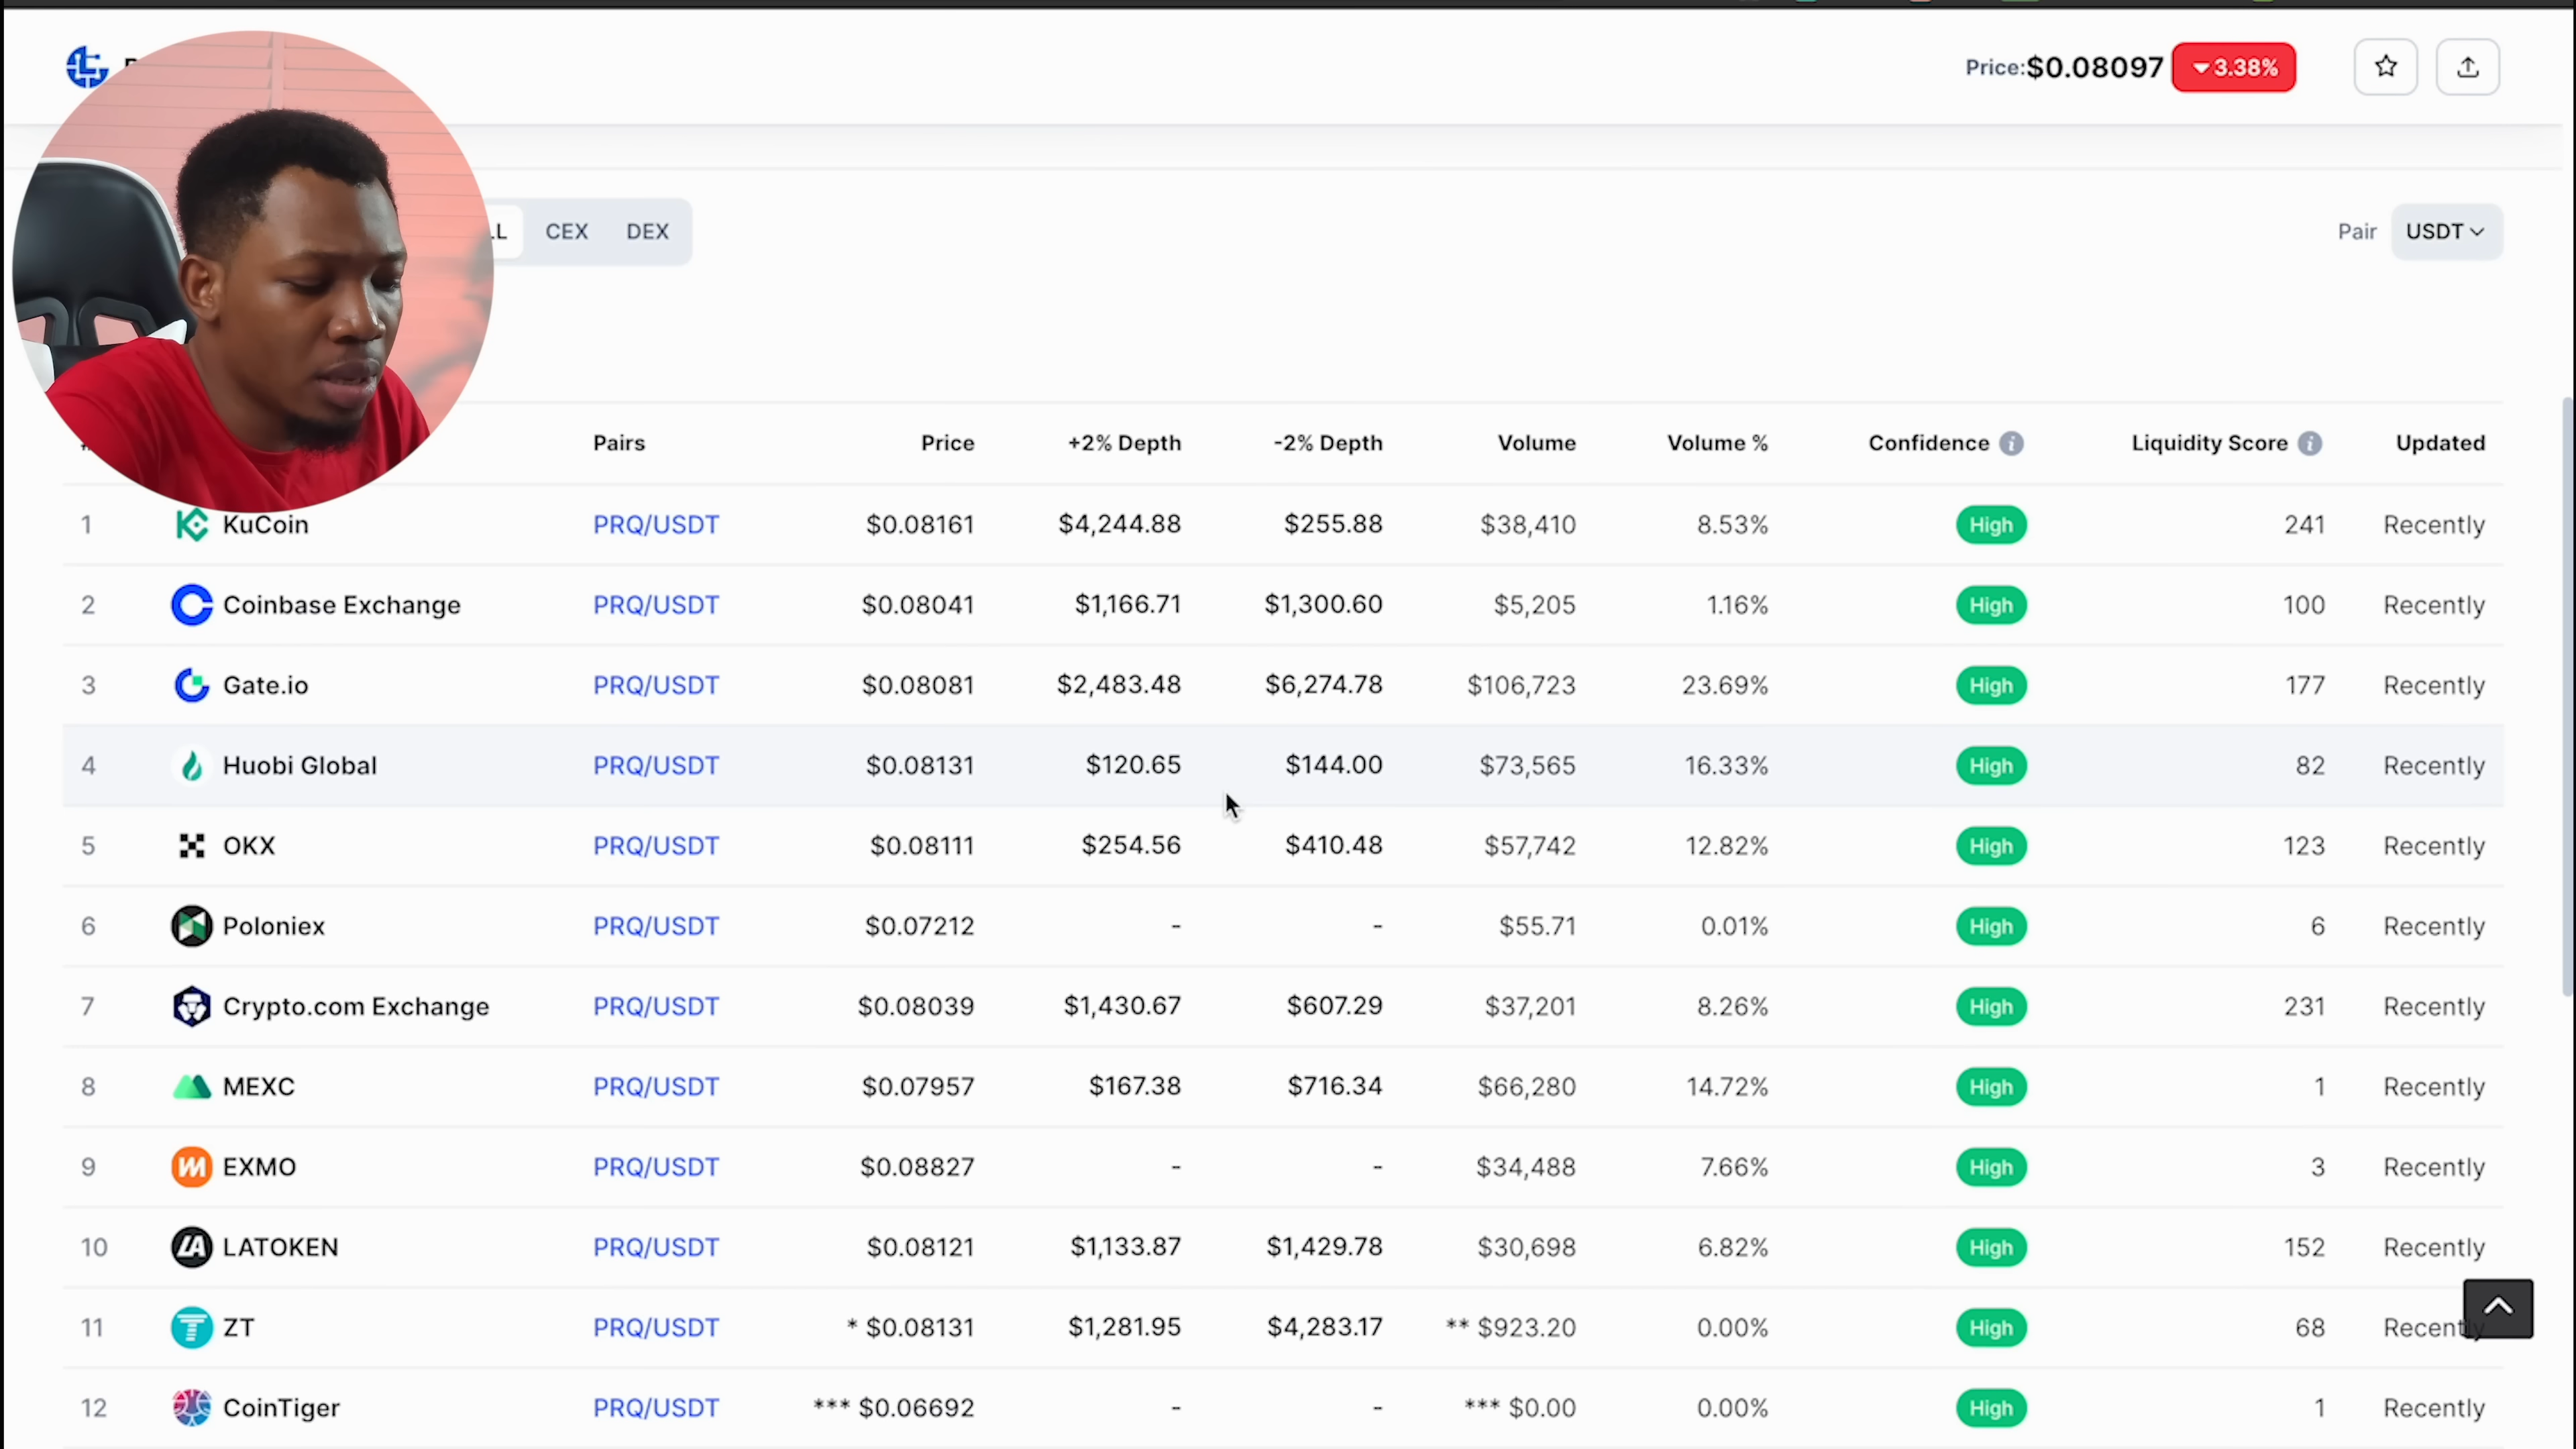 Price:$0.08097 3.38%
CEX DEX
Pair USDT
Pairs Price +2% Depth -2% Depth Volume Volume % Confidence Liquidity Score Updated
1 KuCoin PRQ/USDT $0.08161 $4,244.88 $255.88 $38,410 8.53% High 241 Recently
2 Coinbase Exchange PRQ/USDT $0.08041 $1,166.71 $1,300.60 $5,205 1.16% High 100 Recently
3 Gate.io PRQ/USDT $0.08081 $2,483.48 $6,274.78 $106,723 23.69% High 177 Recently
4 Huobi Global PRQ/USDT $0.08131 $120.65 $144.00 $73,565 16.33% High 82 Recently
5 OKX PRQ/USDT $0.08111 $254.56 $410.48 $57,742 12.82% High 123 Recently
6 Poloniex PRQ/USDT $0.07212 - - $55.71 0.01% High 6 Recently
7 Crypto.com Exchange PRQ/USDT $0.08039 $1,430.67 $607.29 $37,201 8.26% High 231 Recently
8 MEXC PRQ/USDT $0.07957 $167.38 $716.34 $66,280 14.72% High 1 Recently
9 EXMO PRQ/USDT $0.08827 - - $34,488 7.66% High 3 Recently
10 LATOKEN PRQ/USDT $0.08121 $1,133.87 $1,429.78 $30,698 6.82% High 152 Recently
11 ZT PRQ/USDT * $0.08131 $1,281.95 $4,283.17 ** $923.20 0.00% High 68 Recently
12 CoinTiger PRQ/USDT *** $0.06692 - - *** $0.00 0.00% High 1 Recently